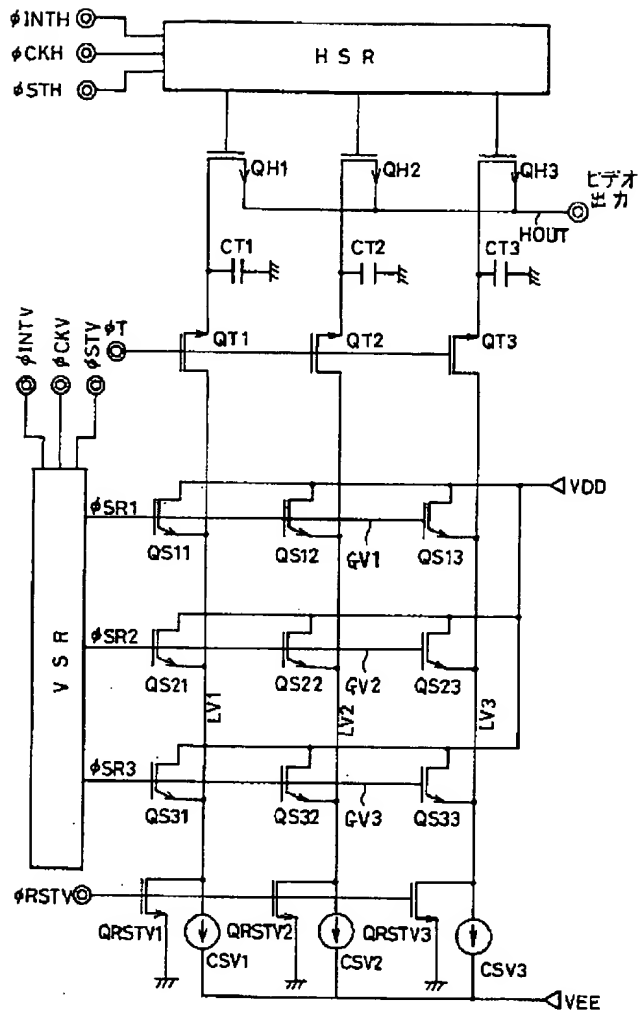 φINTH
φCKH
φSTH
HSR
QH1
QH2
QH3
ビデオ
出力
HOUT
CT1
CT2
CT3
φINTV
φCKV
φSTV
φT
QT1
QT2
QT3
VDD
φSR1
QS11
QS12
GV1
QS13
VSR
φSR2
QS21
QS22
GV2
QS23
LV1
LV2
LV3
φSR3
QS31
QS32
GV3
QS33
φRSTV
QRSTV1
QRSTV2
QRSTV3
CSV1
CSV2
CSV3
VEE